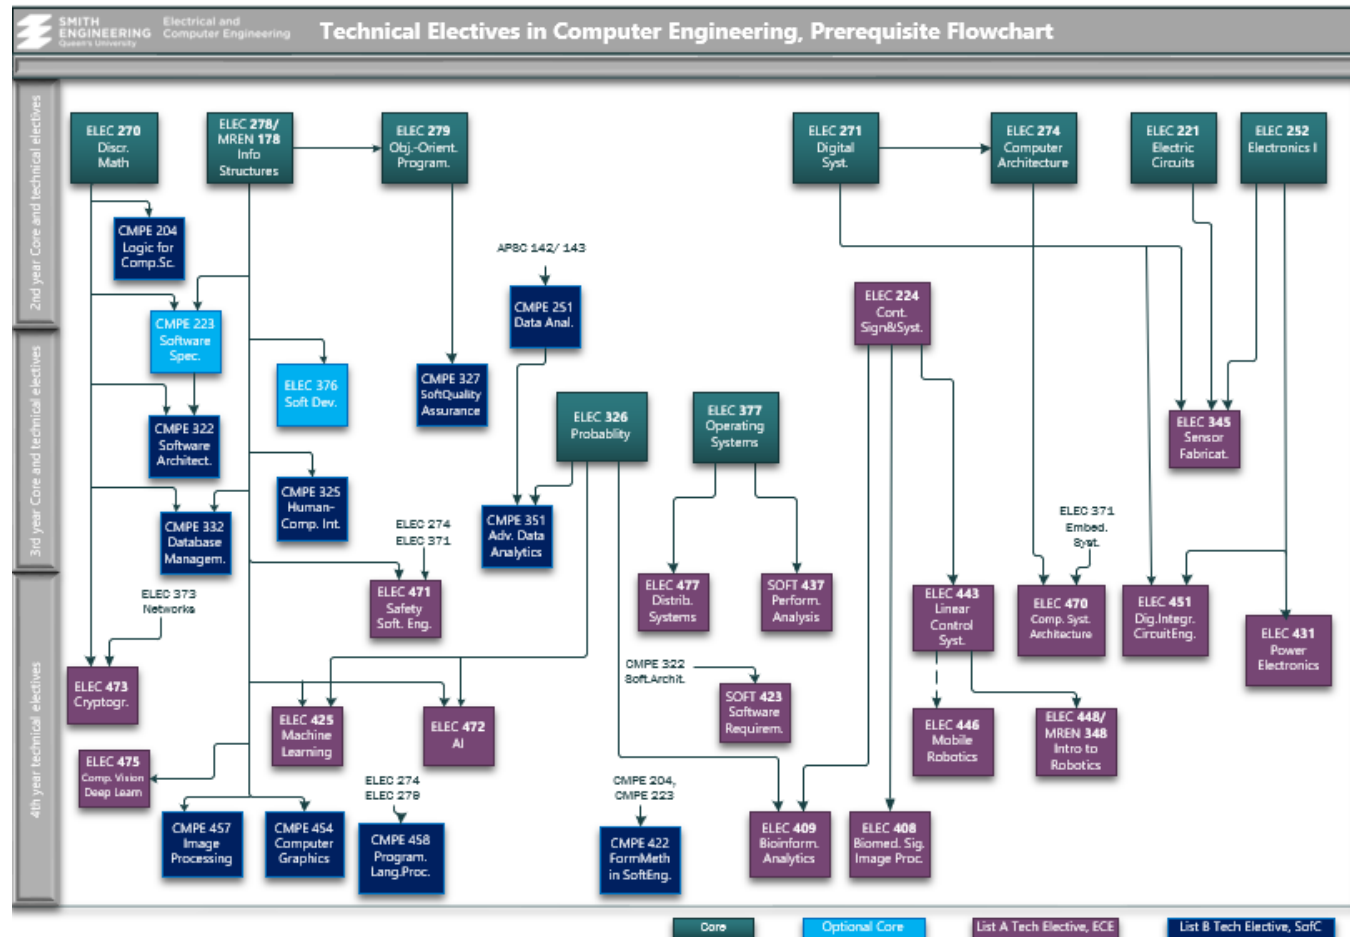 SMITH
ENGINEERING
Queen's University
Electrical and
Computer Engineering
Technical Electives in Computer Engineering, Prerequisite Flowchart
2nd year Core and technical electives
3rd year Core and technical electives
4th year technical electives
ELEC 270
Discr.
Math
ELEC 278/
MREN 178
Info
Structures
ELEC 279
Obj.-Orient.
Program.
ELEC 271
Digital
Syst.
ELEC 274
Computer
Architecture
ELEC 221
Electric
Circuits
ELEC 252
Electronics I
CMPE 204
Logic for
Comp.Sc.
APSC 142/ 143
CMPE 251
Data Anal.
ELEC 224
Cont.
Sign&Syst.
CMPE 223
Software
Spec.
ELEC 376
Soft Dev.
CMPE 327
SoftQuality
Assurance
ELEC 326
Probablity
ELEC 377
Operating
Systems
ELEC 345
Sensor
Fabricat.
CMPE 322
Software
Architect.
CMPE 325
Human-
Comp. Int.
CMPE 332
Database
Managem.
ELEC 274
ELEC 371
CMPE 351
Adv. Data
Analytics
ELEC 371
Embed.
Syst.
ELEC 373
Networks
ELEC 471
Safety
Soft. Eng.
ELEC 477
Distrib.
Systems
SOFT 437
Perform.
Analysis
ELEC 443
Linear
Control
Syst.
ELEC 470
Comp. Syst.
Architecture
ELEC 451
Dig.Integr.
CircuitEng.
ELEC 431
Power
Electronics
ELEC 473
Cryptogr.
CMPE 322
Soft.Archit.
SOFT 423
Software
Requirem.
ELEC 425
Machine
Learning
ELEC 472
AI
ELEC 446
Mobile
Robotics
ELEC 448/
MREN 348
Intro to
Robotics
ELEC 475
Comp. Vision
Deep Learn
ELEC 274
ELEC 279
CMPE 204,
CMPE 223
CMPE 457
Image
Processing
CMPE 454
Computer
Graphics
CMPE 458
Program.
Lang.Proc.
CMPE 422
FormMeth
in SoftEng.
ELEC 409
Bioinform.
Analytics
ELEC 408
Biomed. Sig.
Image Proc.
Core
Optional Core
List A Tech Elective, ECE
List B Tech Elective, SofC